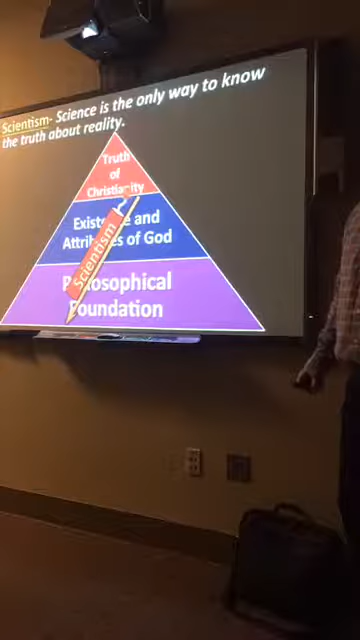 Scientism- Science is the only way to know
the truth about reality.
Truth
of
Christianity
and
Scientism
of God
Foundation